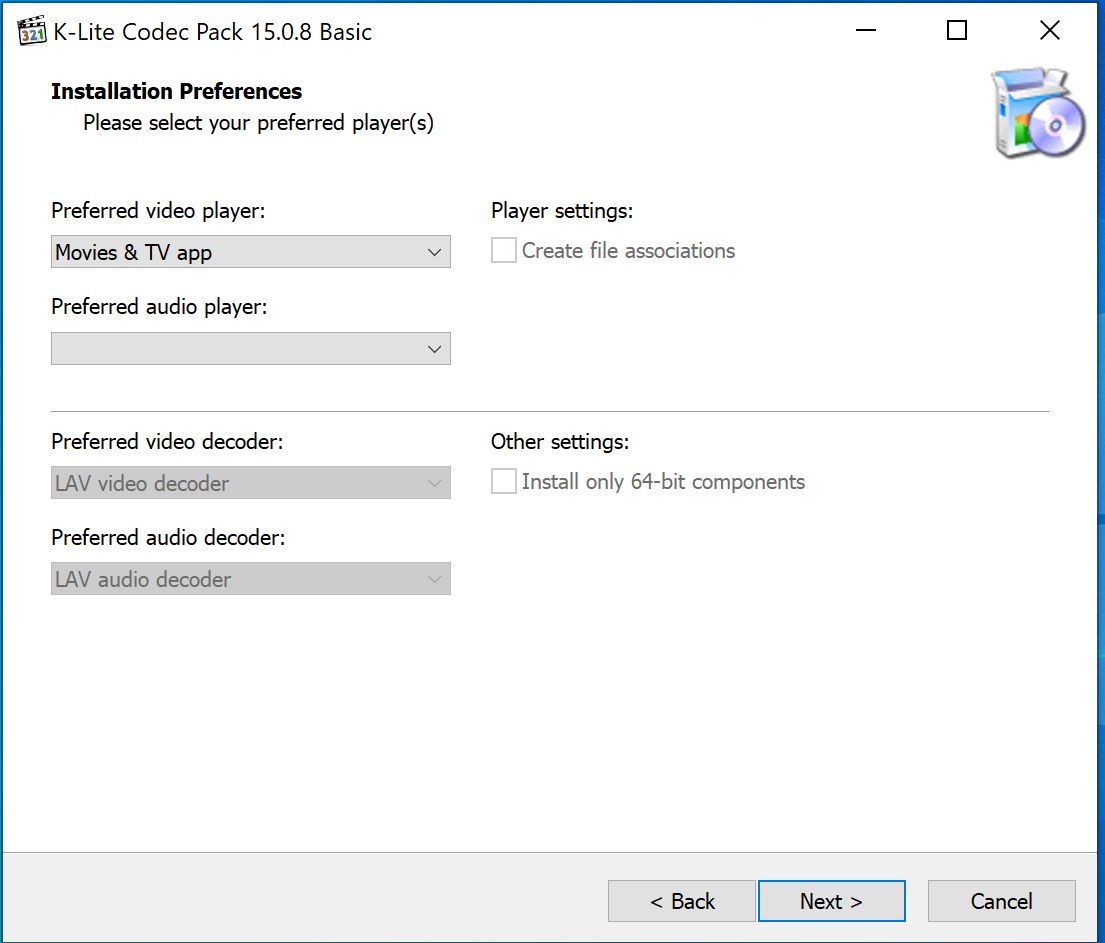 K-Lite Codec Pack 15.0.8 Basic
Installation Preferences
Please select your preferred player(s)
Preferred video player:
Movies & TV app
Player settings:
Create file associations
Preferred audio player:
Preferred video decoder:
LAV video decoder
Other settings:
Install only 64-bit components
Preferred audio decoder:
LAV audio decoder
< Back
Next >
Cancel